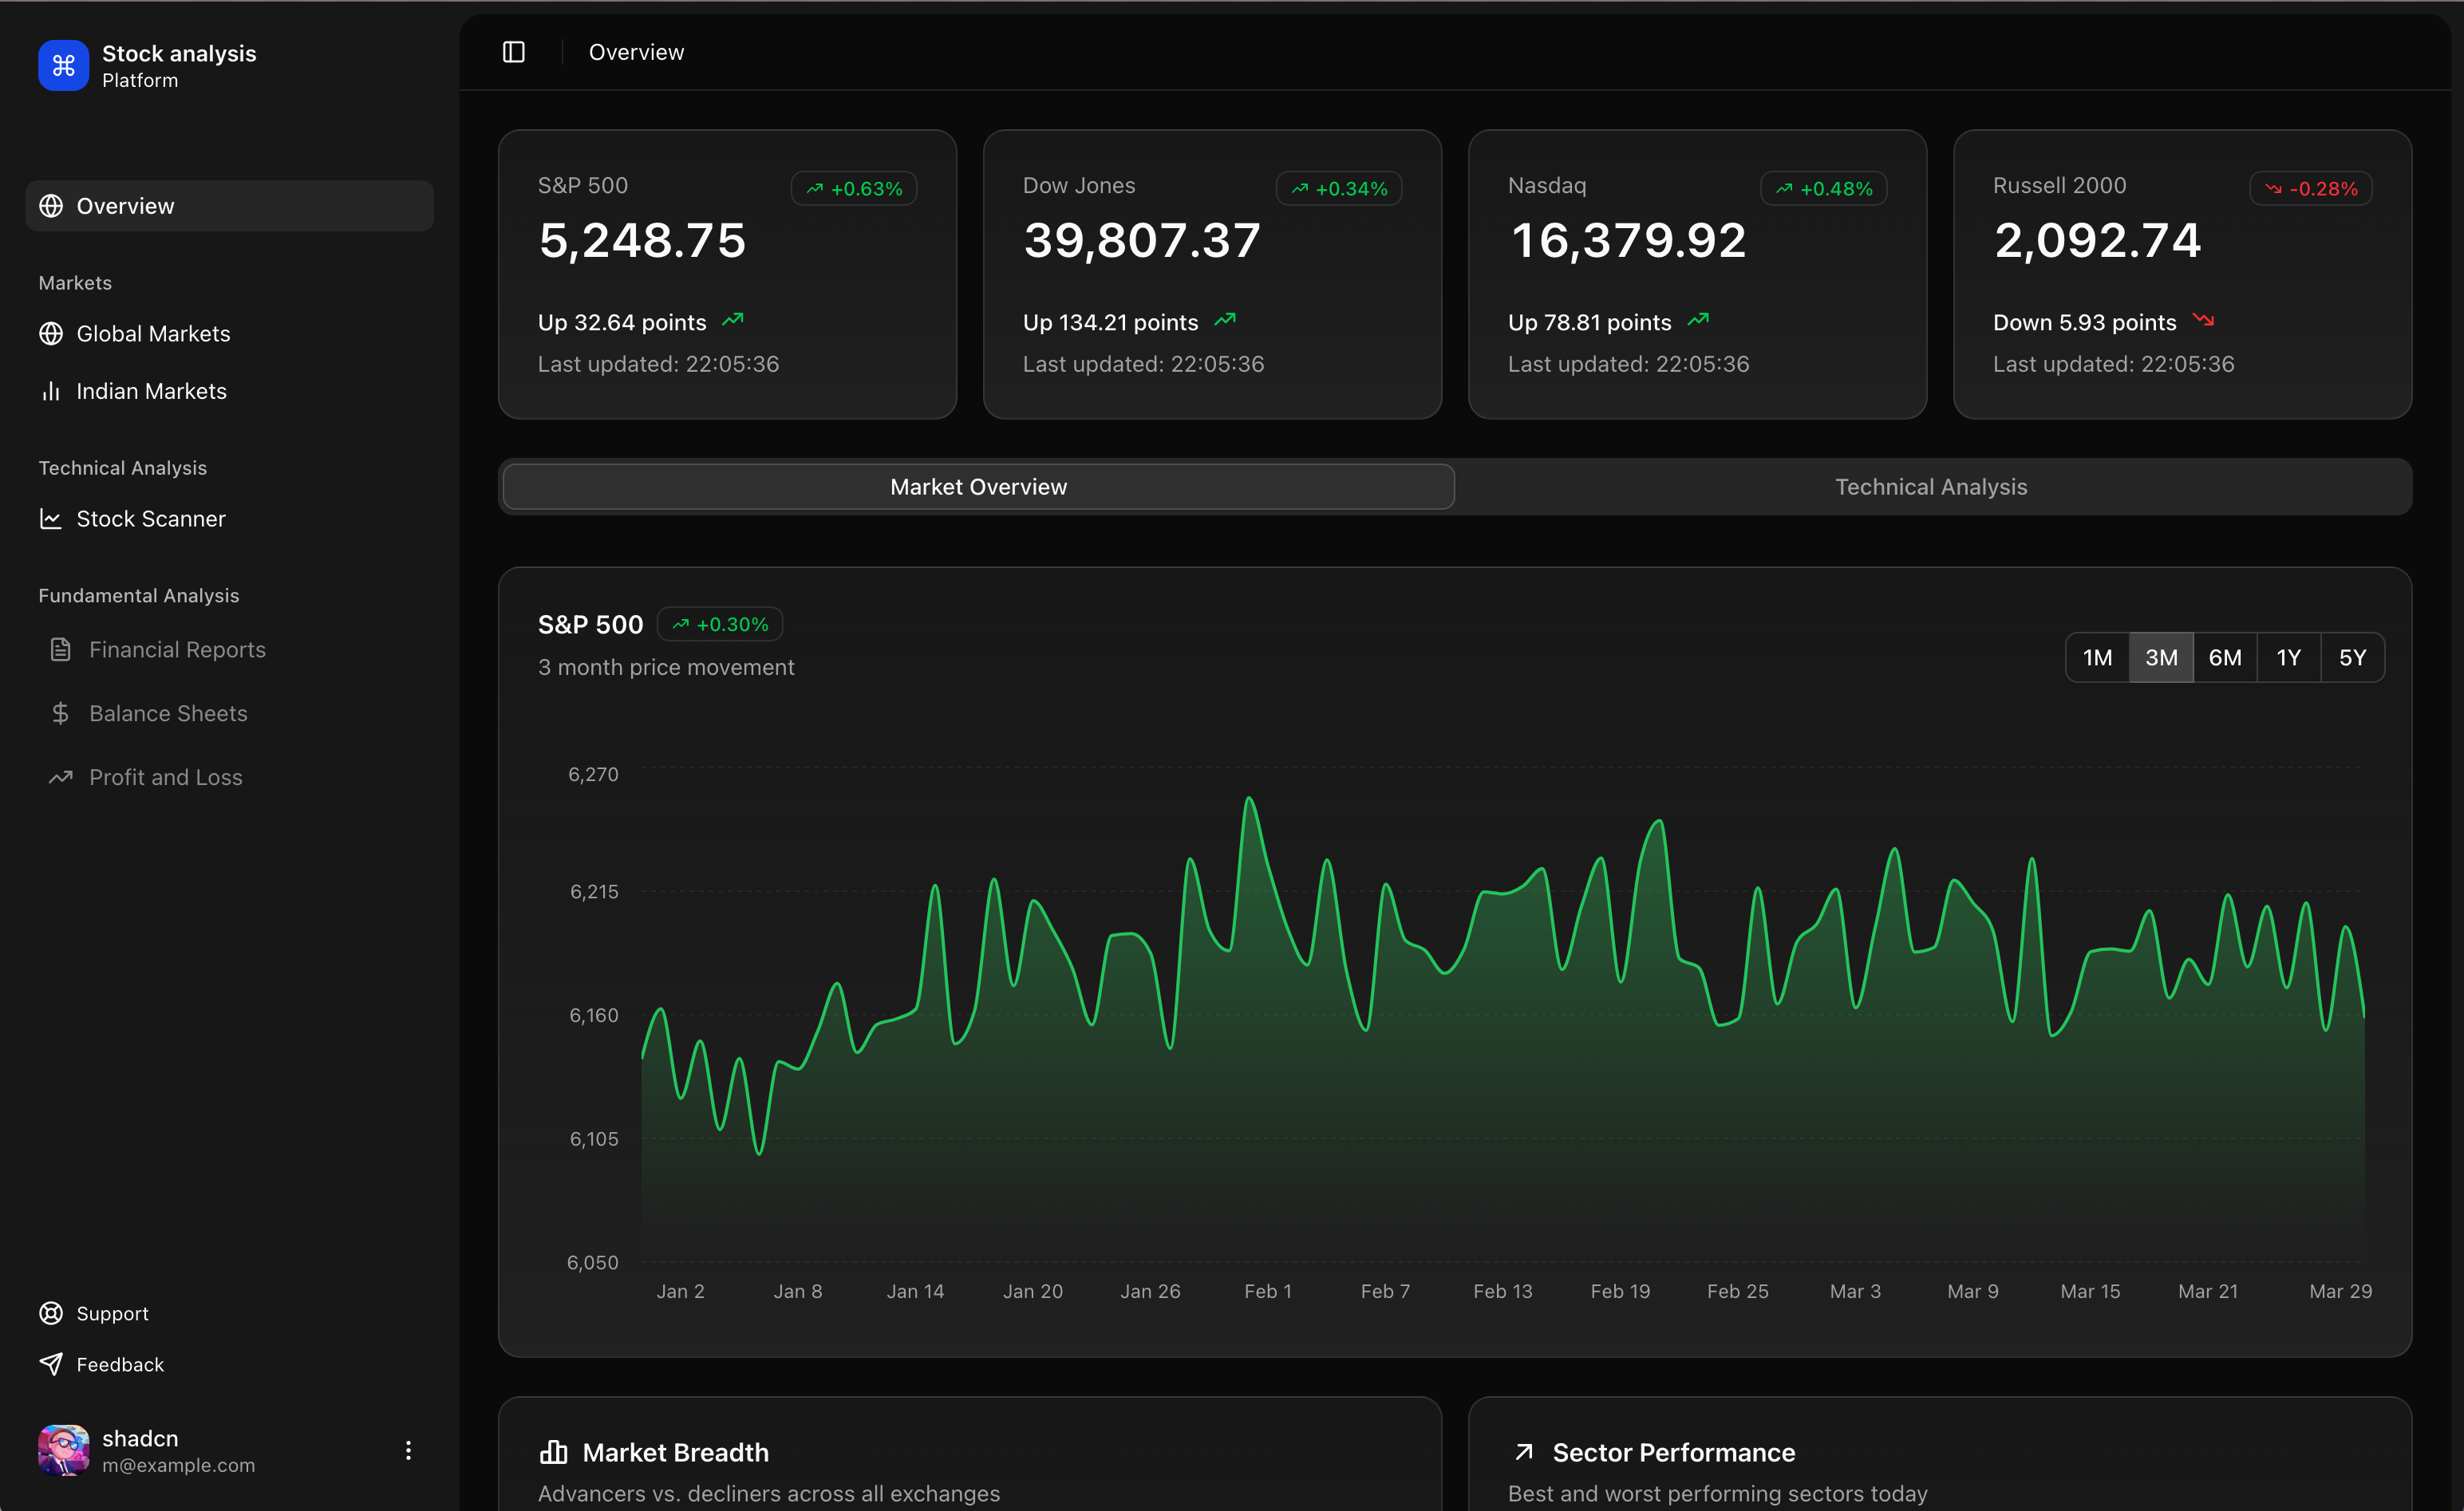 Stock analysis
Platform
Overview
Markets
Global Markets
Indian Markets
Technical Analysis
Stock Scanner
Fundamental Analysis
Financial Reports
Balance Sheets
Profit and Loss
Support
Feedback
shadcn
m@example.com
Overview
S&P 500
+0.63%
5,248.75
Up 32.64 points
Last updated: 22:05:36
Dow Jones
+0.34%
39,807.37
Up 134.21 points
Last updated: 22:05:36
Nasdaq
+0.48%
16,379.92
Up 78.81 points
Last updated: 22:05:36
Russell 2000
-0.28%
2,092.74
Down 5.93 points
Last updated: 22:05:36
Market Overview
Technical Analysis
S&P 500 +0.30%
3 month price movement
1M 3M 6M 1Y 5Y
6,270
6,215
6,160
6,105
6,050
Jan 2 Jan 8 Jan 14 Jan 20 Jan 26 Feb 1 Feb 7 Feb 13 Feb 19 Feb 25 Mar 3 Mar 9 Mar 15 Mar 21 Mar 29
Market Breadth
Advancers vs. decliners across all exchanges
Sector Performance
Best and worst performing sectors today